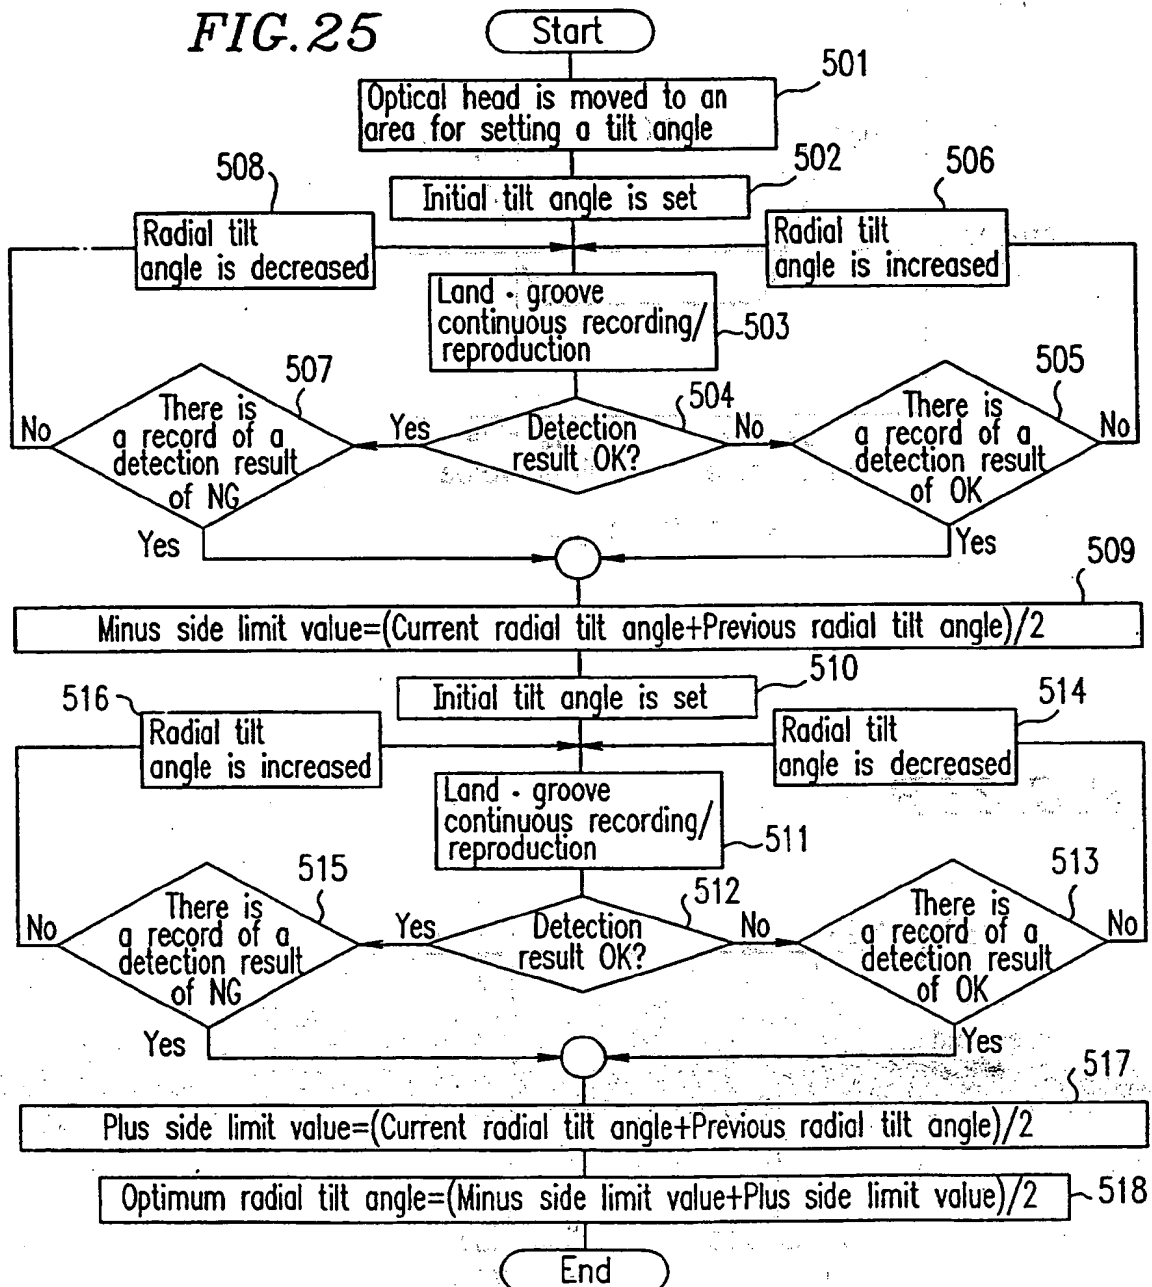 FIG.25
Start
501
Optical head is moved to an
area for setting a tilt angle
502
Initial tilt angle is set
508
Radial tilt
angle is decreased
506
Radial tilt
angle is increased
Land · groove
continuous recording/
reproduction
503
507
There is
a record of a
detection result
of NG
No
Yes
504
Detection
result OK?
Yes
No
505
There is
a record of a
detection result
of OK
No
Yes
509
Minus side limit value=(Current radial tilt angle+Previous radial tilt angle)/2
510
Initial tilt angle is set
516
Radial tilt
angle is increased
514
Radial tilt
angle is decreased
Land · groove
continuous recording/
reproduction
511
515
There is
a record of a
detection result
of NG
No
Yes
512
Detection
result OK?
Yes
No
513
There is
a record of a
detection result
of OK
No
Yes
517
Plus side limit value=(Current radial tilt angle+Previous radial tilt angle)/2
Optimum radial tilt angle=(Minus side limit value+Plus side limit value)/2
518
End